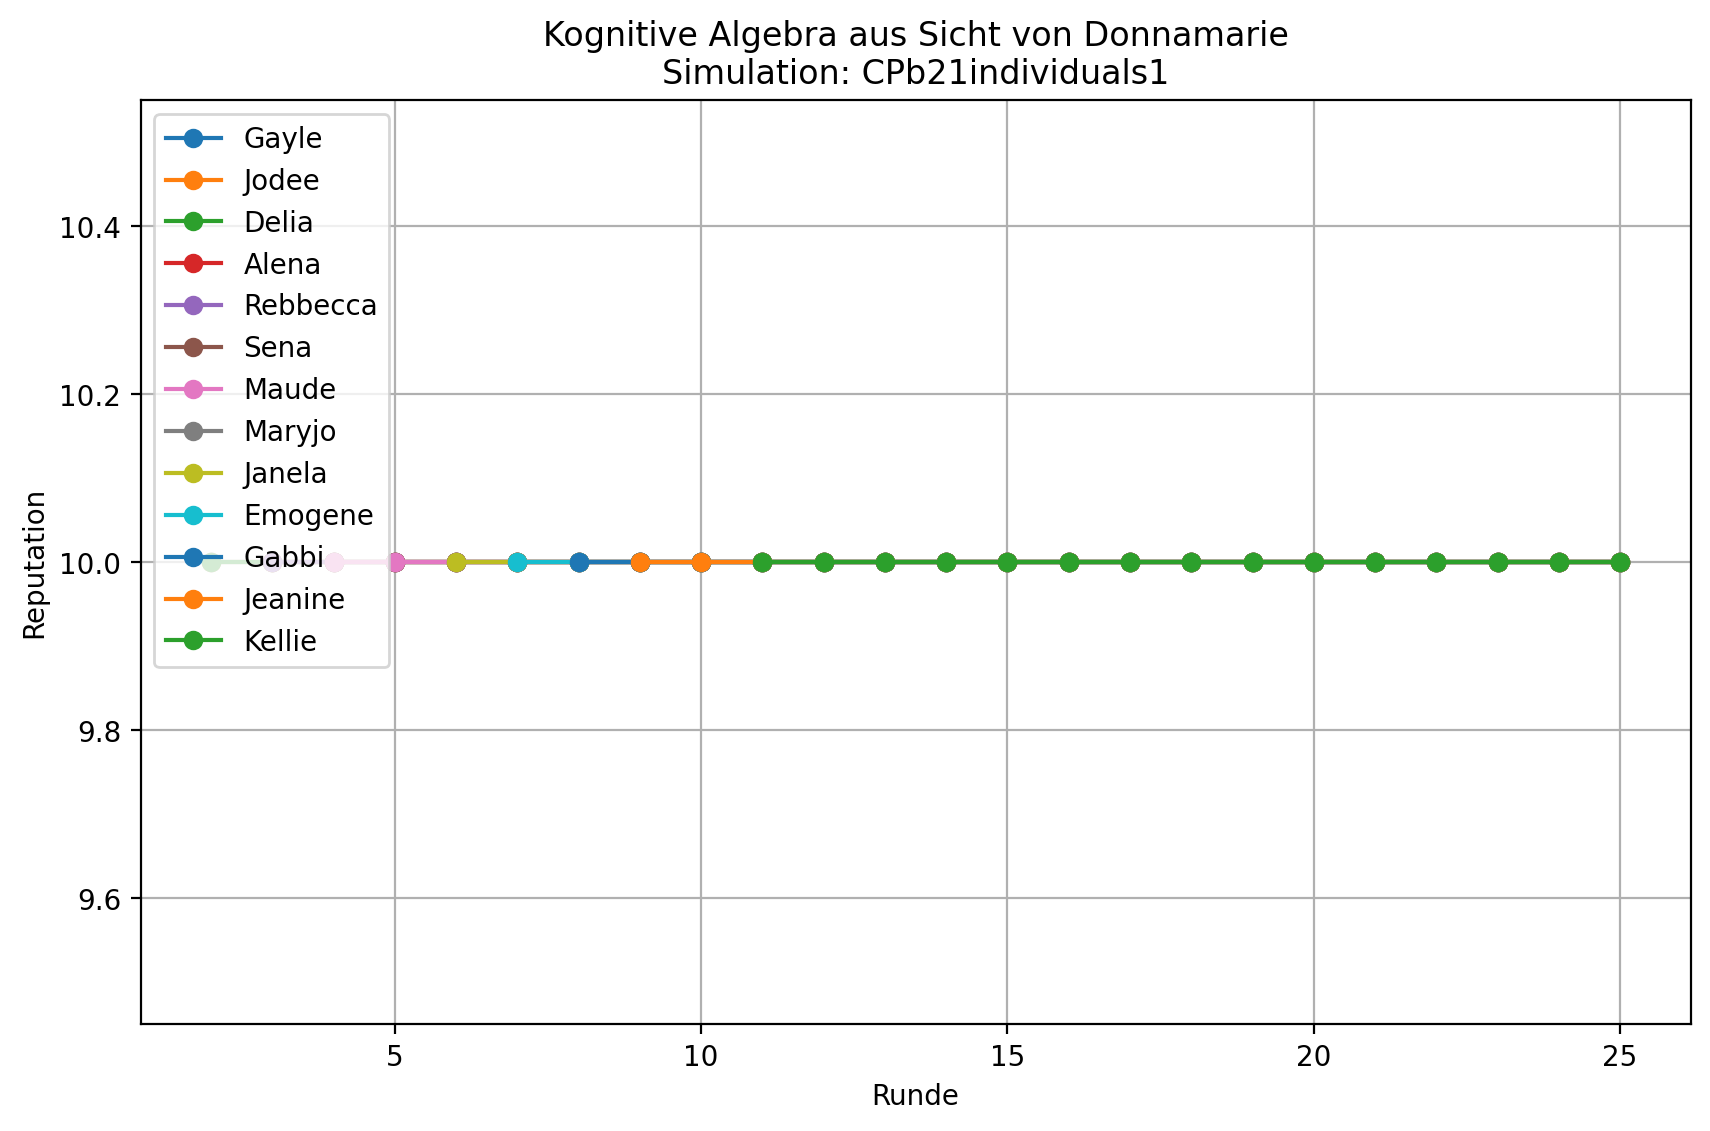 Kognitive Algebra aus Sicht von Donnamarie
Simulation: CPb21individuals1
Gayle
Jodee
Delia
Alena
Rebbecca
Sena
Maude
Maryjo
Janela
Emogene
Gabbi
Jeanine
Kellie
Reputation
10.4
10.2
10.0
9.8
9.6
5 10 15 20 25
Runde